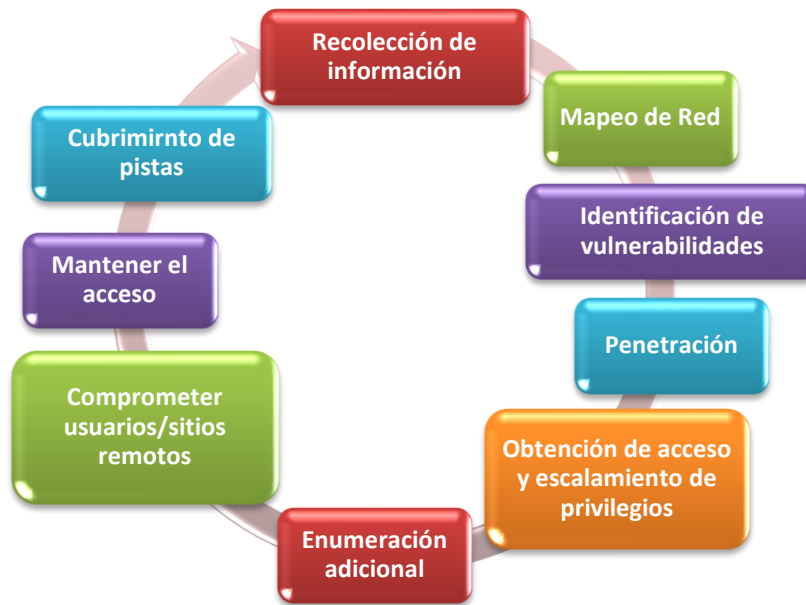 Recolección de
información
Mapeo de Red
Identificación de
vulnerabilidades
Penetración
Obtención de acceso
y escalamiento de
privilegios
Enumeración
adicional
Comprometer
usuarios/sitios
remotos
Mantener el
acceso
Cubrimirnto de
pistas